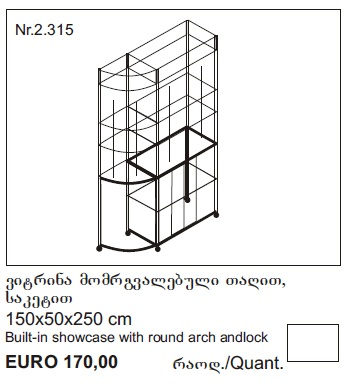 Nr.2.315
ვიტრინა მომრგვალებული თაღით,
საკეტით
150x50x250 cm
Built-in showcase with round arch andlock
EURO 170,00
რაოდ./Quant.